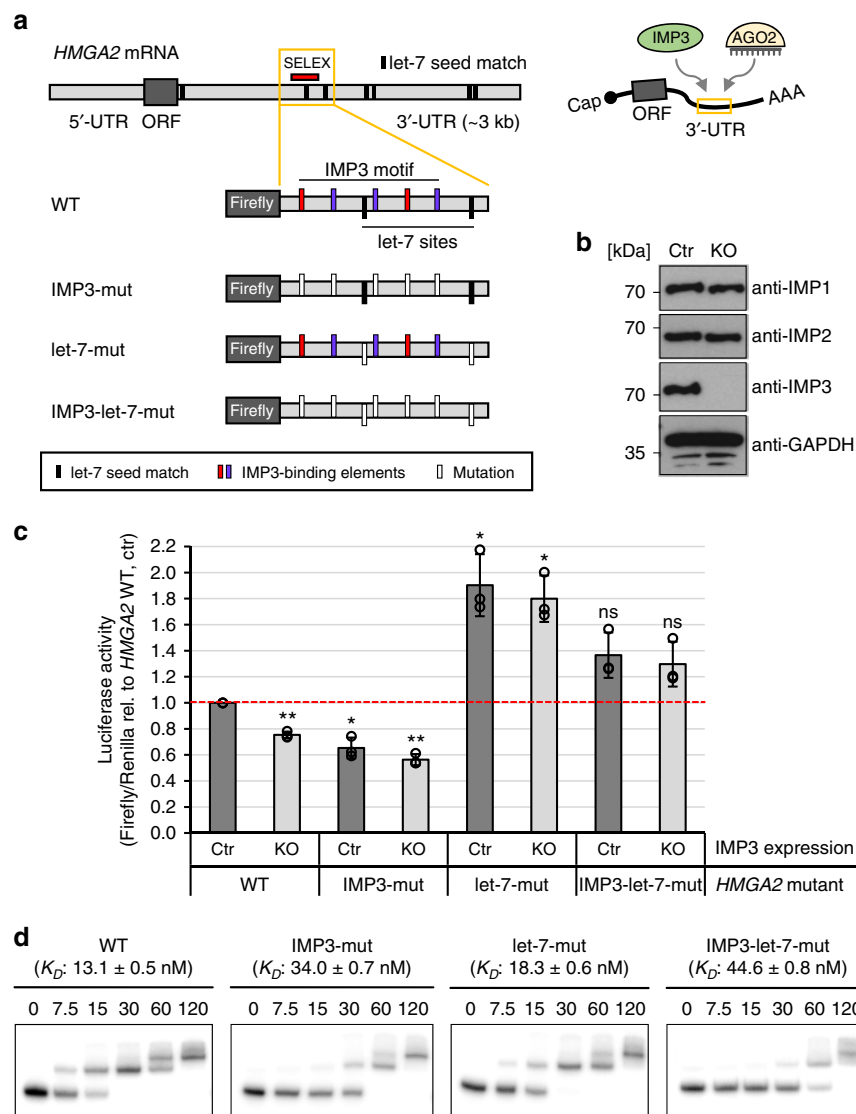 a
HMGA2 mRNA
SELEX
let-7 seed match
5′-UTR
ORF
3′-UTR (~3 kb)
IMP3
AGO2
Cap
ORF
3′-UTR
AAA
IMP3 motif
WT
Firefly
let-7 sites
IMP3-mut
Firefly
let-7-mut
Firefly
IMP3-let-7-mut
Firefly
let-7 seed match
IMP3-binding elements
Mutation
b
[kDa] Ctr KO
70 anti-IMP1
70 anti-IMP2
70 anti-IMP3
35 anti-GAPDH
c
Luciferase activity
(Firefly/Renilla rel. to HMGA2 WT, ctr)
2.2
2.0
1.8
1.6
1.4
1.2
1.0
0.8
0.6
0.4
0.2
0.0
** * ** * * ns ns
Ctr KO Ctr KO Ctr KO Ctr KO IMP3 expression
WT IMP3-mut let-7-mut IMP3-let-7-mut HMGA2 mutant
d
WT
(KD: 13.1 ± 0.5 nM)
0 7.5 15 30 60 120
IMP3-mut
(KD: 34.0 ± 0.7 nM)
0 7.5 15 30 60 120
let-7-mut
(KD: 18.3 ± 0.6 nM)
0 7.5 15 30 60 120
IMP3-let-7-mut
(KD: 44.6 ± 0.8 nM)
0 7.5 15 30 60 120